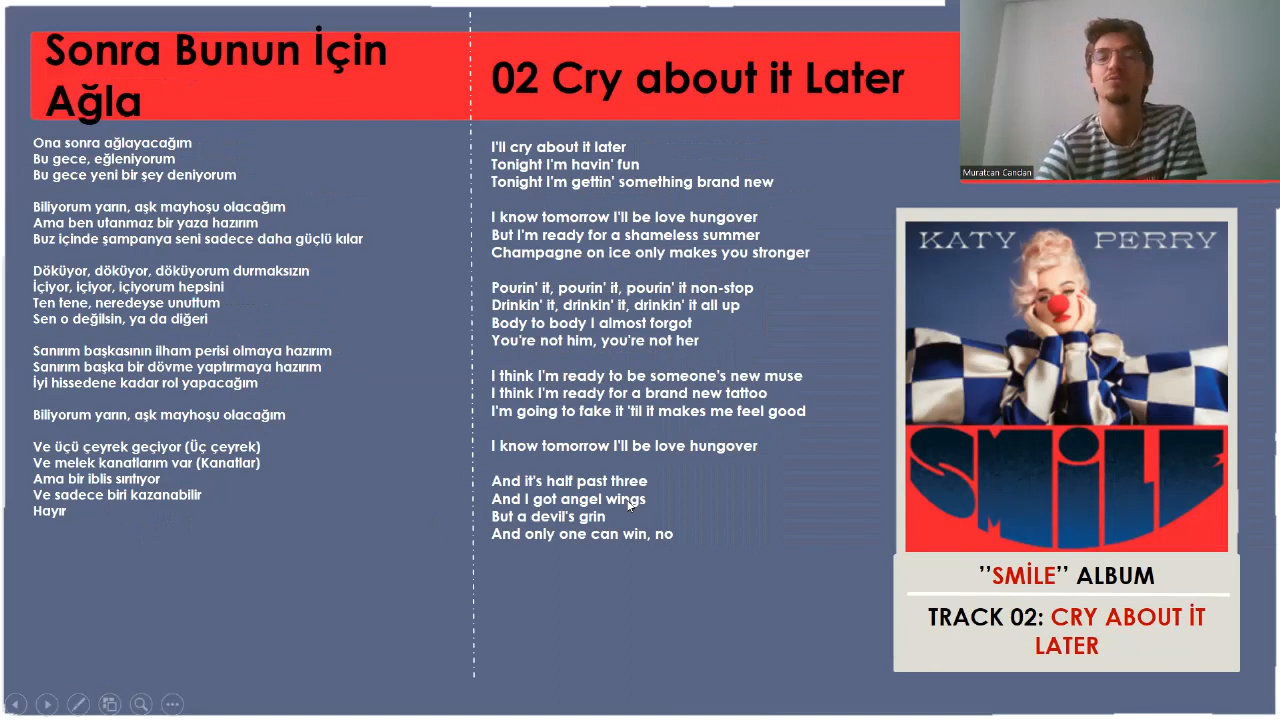 Sonra Bunun İçin
Ağla
Ona sonra ağlayacağım
Bu gece, eğleniyorum
Bu gece yeni bir şey deniyorum
Biliyorum yarın, aşk mayhoşu olacağım
Ama ben utanmaz bir yaza hazırım
Buz içinde şampanya seni sadece daha güçlü kılar
Döküyor, döküyor, döküyorum durmaksızın
İçiyor, içiyor, içiyorum hepsini
Ten tene, neredeyse unuttum
Sen o değilsin, ya da diğeri
Sanırım başkasının ilham perisi olmaya hazırım
Sanırım başka bir dövme yaptırmaya hazırım
İyi hissedene kadar rol yapacağım
Biliyorum yarın, aşk mayhoşu olacağım
Ve üçü çeyrek geçiyor (Üç çeyrek)
Ve melek kanatlarım var (Kanatlar)
Ama bir iblis sırıtıyor
Ve sadece biri kazanabilir
Hayır
02 Cry about it Later
I'll cry about it later
Tonight I'm havin' fun
Tonight I'm gettin' something brand new
I know tomorrow I'll be love hungover
But I'm ready for a shameless summer
Champagne on ice only makes you stronger
Pourin' it, pourin' it, pourin' it non-stop
Drinkin' it, drinkin' it, drinkin' it all up
Body to body I almost forgot
You're not him, you're not her
I think I'm ready to be someone's new muse
I think I'm ready for a brand new tattoo
I'm going to fake it 'til it makes me feel good
I know tomorrow I'll be love hungover
And it's half past three
And I got angel wings
But a devil's grin
And only one can win, no
Muratcan Candan
KATY PERRY
SMiLE
’’SMİLE’’ ALBUM
TRACK 02: CRY ABOUT İT
LATER